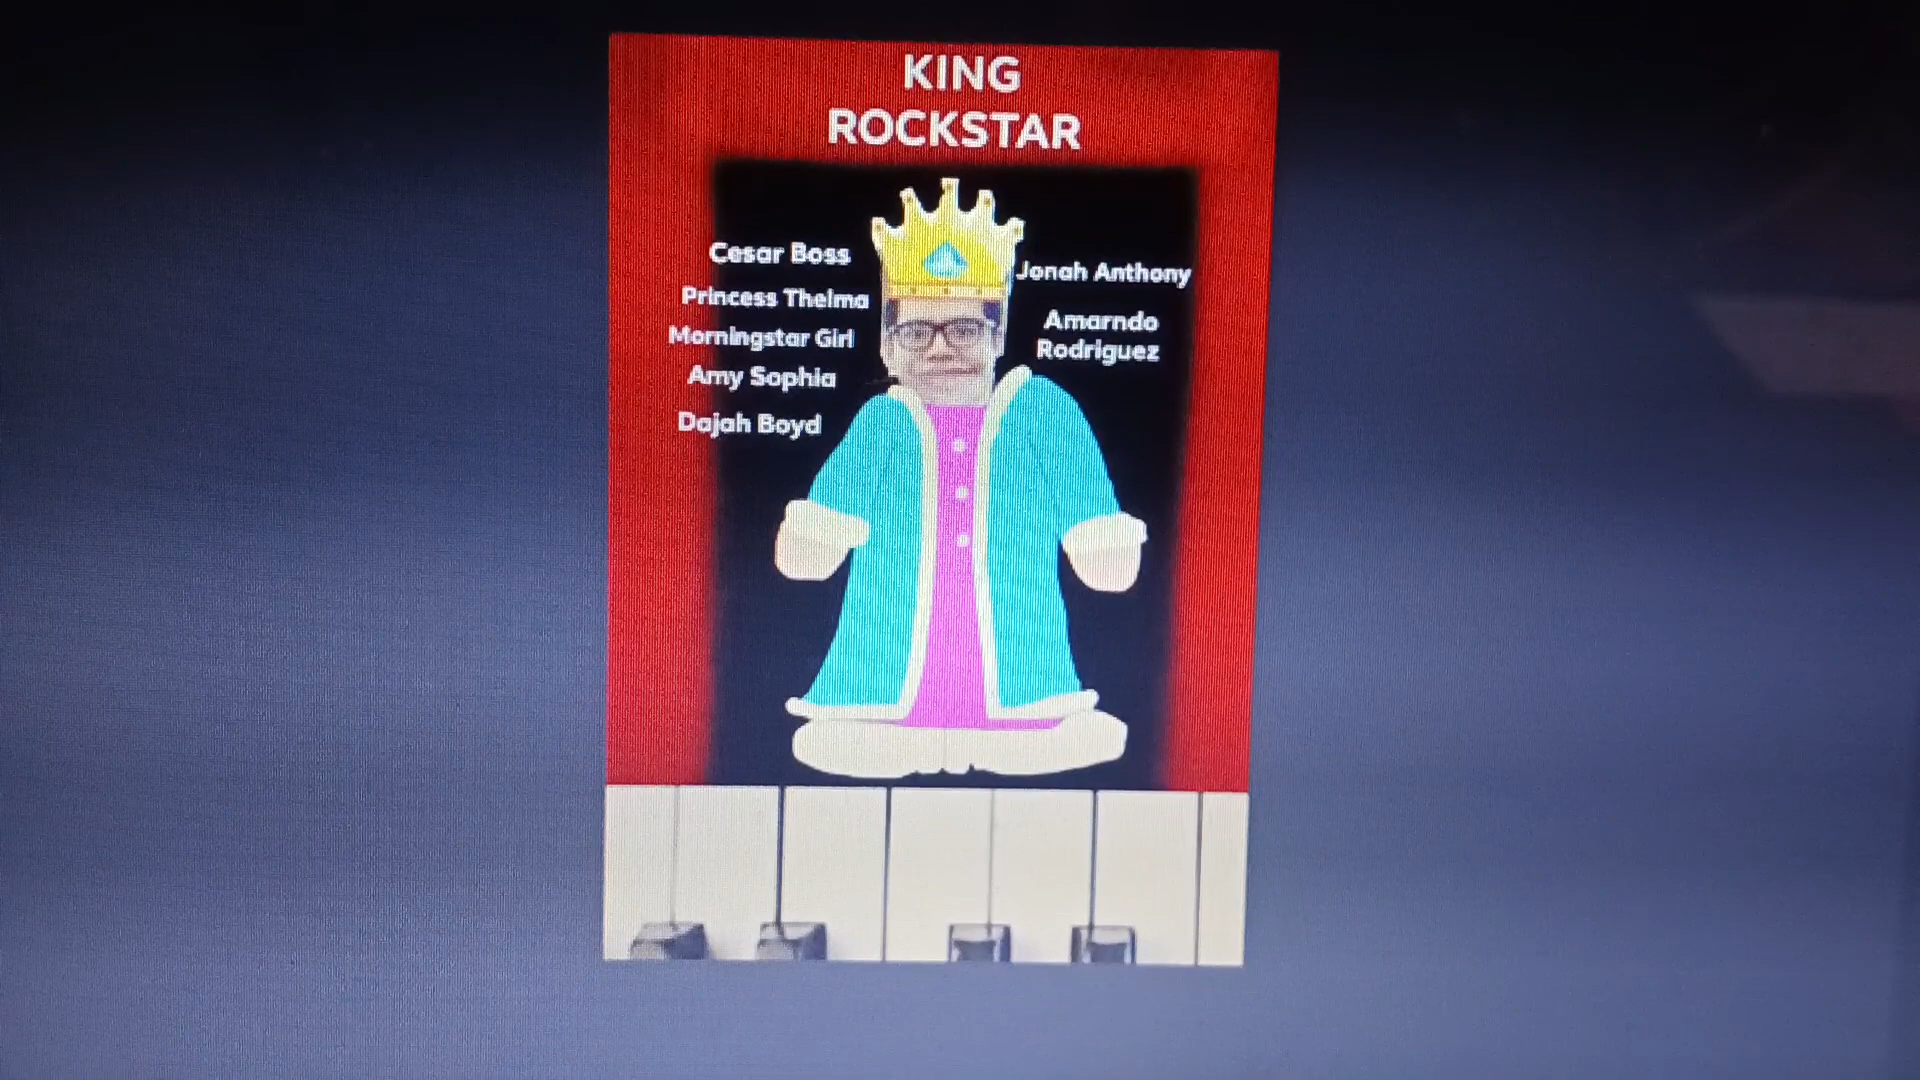 KING
ROCKSTAR
Cesar Boss
Princess Thelma
Morningstar Girl
Amy Sophia
Dajah Boyd
Jonah Anthony
Amarndo
Rodriguez